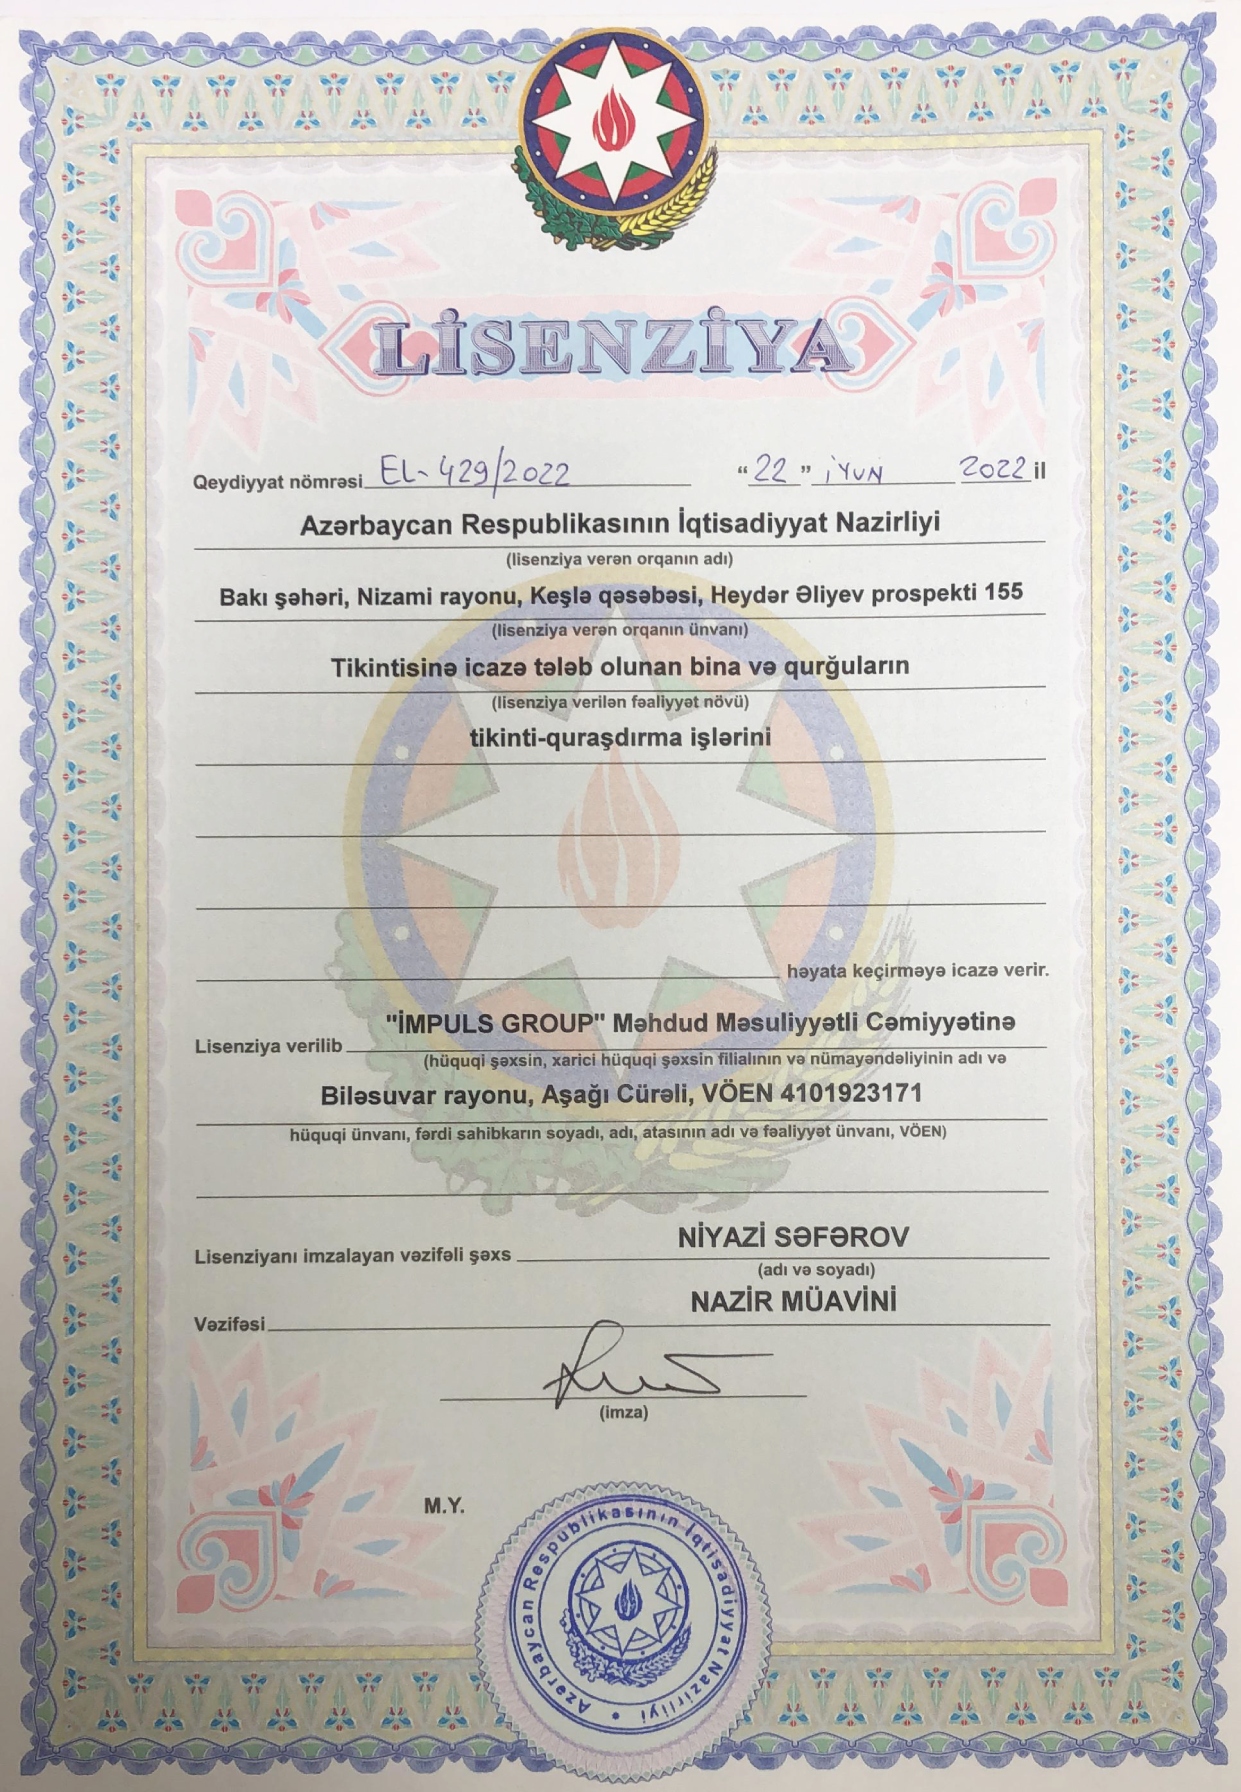 LİSENZİYA
Qeydiyyat nömrəsi EL-429/2022 “22” iYUN 2022 il
Azərbaycan Respublikasının İqtisadiyyat Nazirliyi
(lisenziya verən orqanın adı)
Bakı şəhəri, Nizami rayonu, Keşlə qəsəbəsi, Heydər Əliyev prospekti 155
(lisenziya verən orqanın ünvanı)
Tikintisinə icazə tələb olunan bina və qurğuların
(lisenziya verilən fəaliyyət növü)
tikinti-quraşdırma işlərini
həyata keçirməyə icazə verir.
"İMPULS GROUP" Məhdud Məsuliyyətli Cəmiyyətinə
Lisenziya verilib
(hüquqi şəxsin, xarici hüquqi şəxsin filialının və nümayəndəliyinin adı və
Biləsuvar rayonu, Aşağı Cürəli, VÖEN 4101923171
hüquqi ünvanı, fərdi sahibkarın soyadı, adı, atasının adı və fəaliyyət ünvanı, VÖEN)
NİYAZİ SƏFƏROV
Lisenziyanı imzalayan vəzifəli şəxs
(adı və soyadı)
NAZİR MÜAVİNİ
Vəzifəsi
(imza)
M.Y.
Azərbaycan Respublikasının İqtisadiyyat Nazirliyi